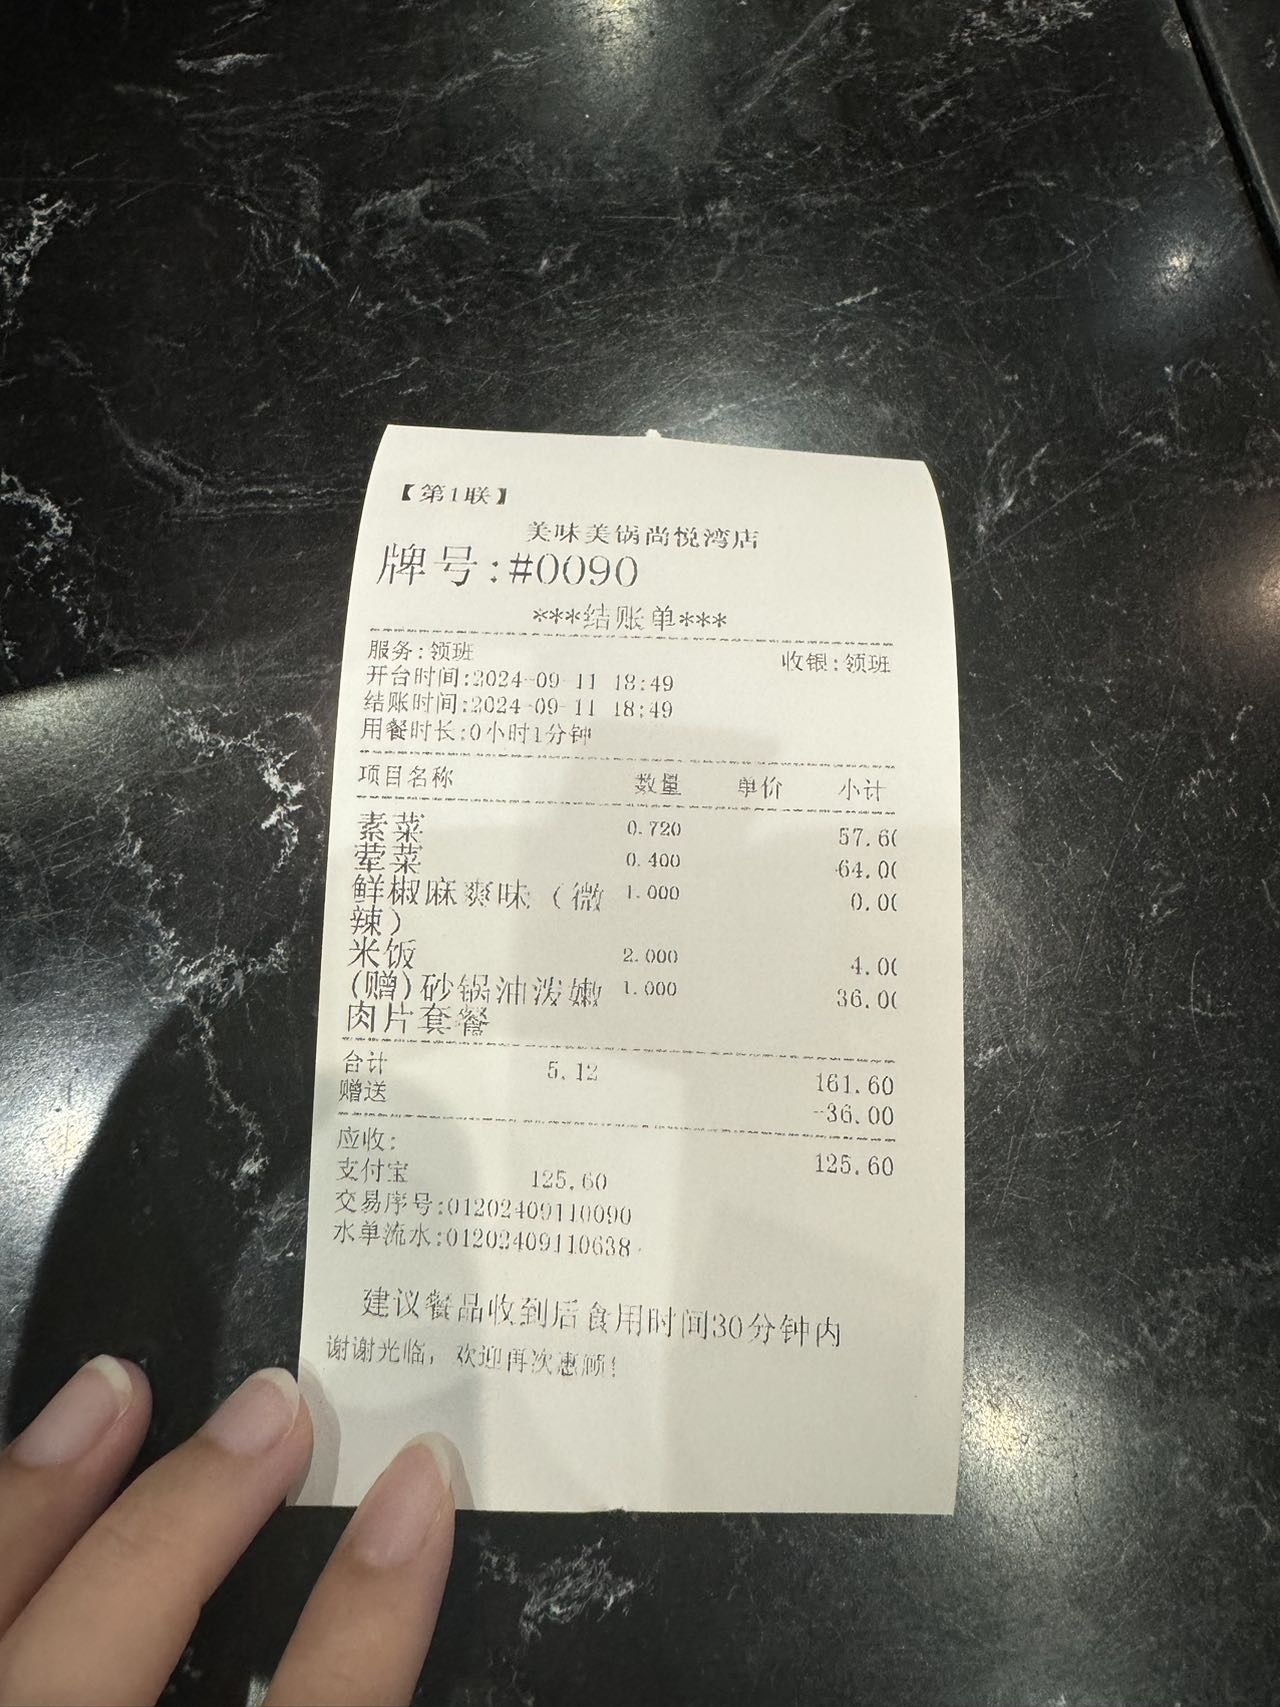 【第1联】
美味美锅尚悦湾店
牌号:#0090
***结账单***
服务:领班 收银:领班
开台时间:2024-09-11 18:49
结账时间:2024-09-11 18:49
用餐时长:0小时1分钟
项目名称 数量 单价 小计
素菜 0.720 57.60
荤菜 0.400 64.00
鲜椒麻爽味（微 1.000 0.00
辣）
米饭 2.000 4.00
(赠)砂锅油泼嫩 1.000 36.00
肉片套餐
合计 5.12 161.60
赠送 -36.00
应收: 125.60
支付宝 125.60
交易序号:01202409110090
水单流水:01202409110638
建议餐品收到后食用时间30分钟内
谢谢光临，欢迎再次惠顾!